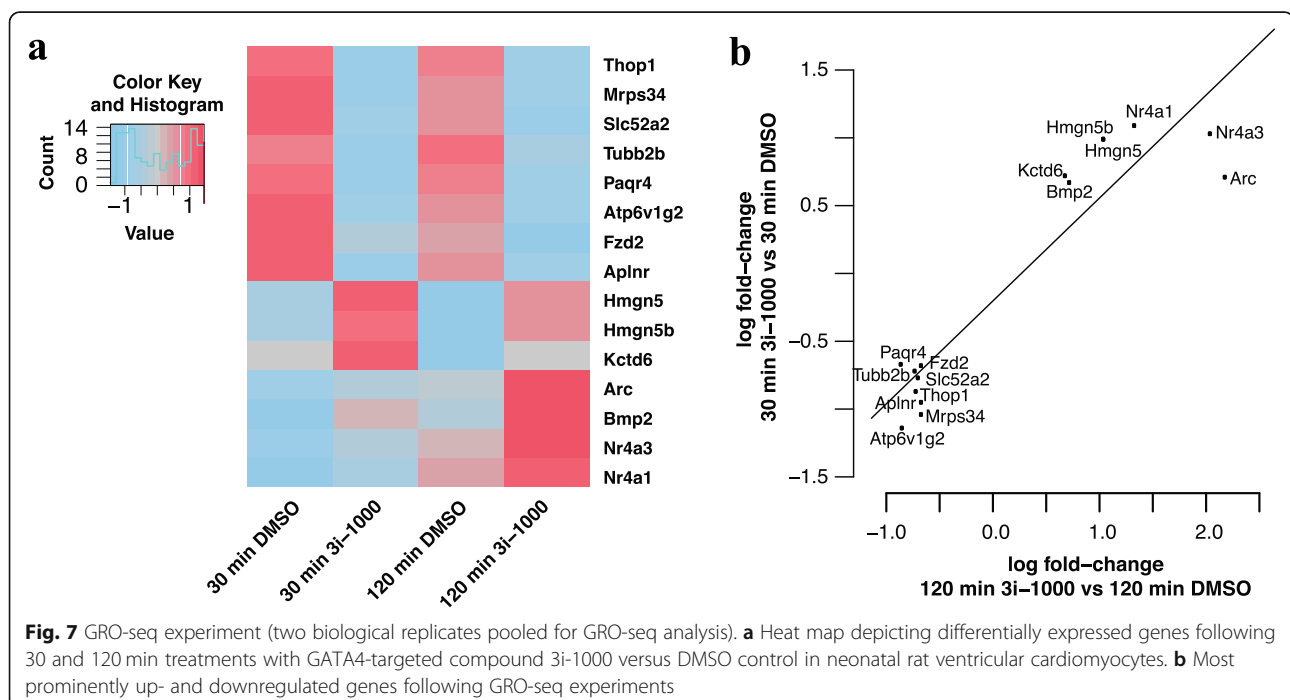 a
Color Key
and Histogram
Count
14
8
4
0
−1
1
Value
Thop1
Mrps34
Slc52a2
Tubb2b
Paqr4
Atp6v1g2
Fzd2
Aplnr
Hmgn5
Hmgn5b
Kctd6
Arc
Bmp2
Nr4a3
Nr4a1
30 min DMSO
30 min 3i−1000
120 min DMSO
120 min 3i−1000
b
log fold−change
30 min 3i−1000 vs 30 min DMSO
1.5
0.5
−0.5
−1.5
Nr4a1
Hmgn5b
Hmgn5
Nr4a3
Kctd6
Bmp2
Arc
Paqr4
Fzd2
Tubb2b
Slc52a2
Thop1
Aplnr
Mrps34
Atp6v1g2
−1.0
0.0
1.0
2.0
log fold−change
120 min 3i−1000 vs 120 min DMSO
Fig. 7 GRO-seq experiment (two biological replicates pooled for GRO-seq analysis). a Heat map depicting differentially expressed genes following
30 and 120 min treatments with GATA4-targeted compound 3i-1000 versus DMSO control in neonatal rat ventricular cardiomyocytes. b Most
prominently up- and downregulated genes following GRO-seq experiments